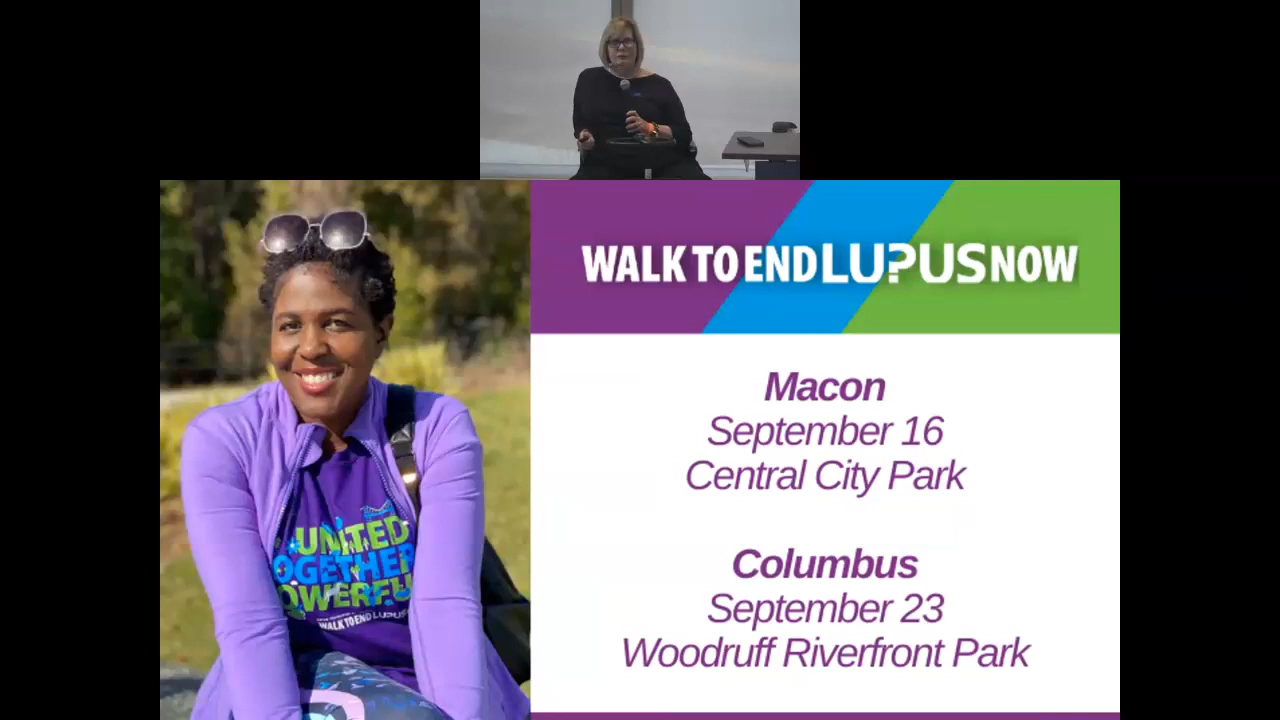 WALK TO END LUPUS NOW
Macon
September 16
Central City Park
Columbus
September 23
Woodruff Riverfront Park
UNITED
TOGETHER
POWERFUL
WALK TO END LUPUS